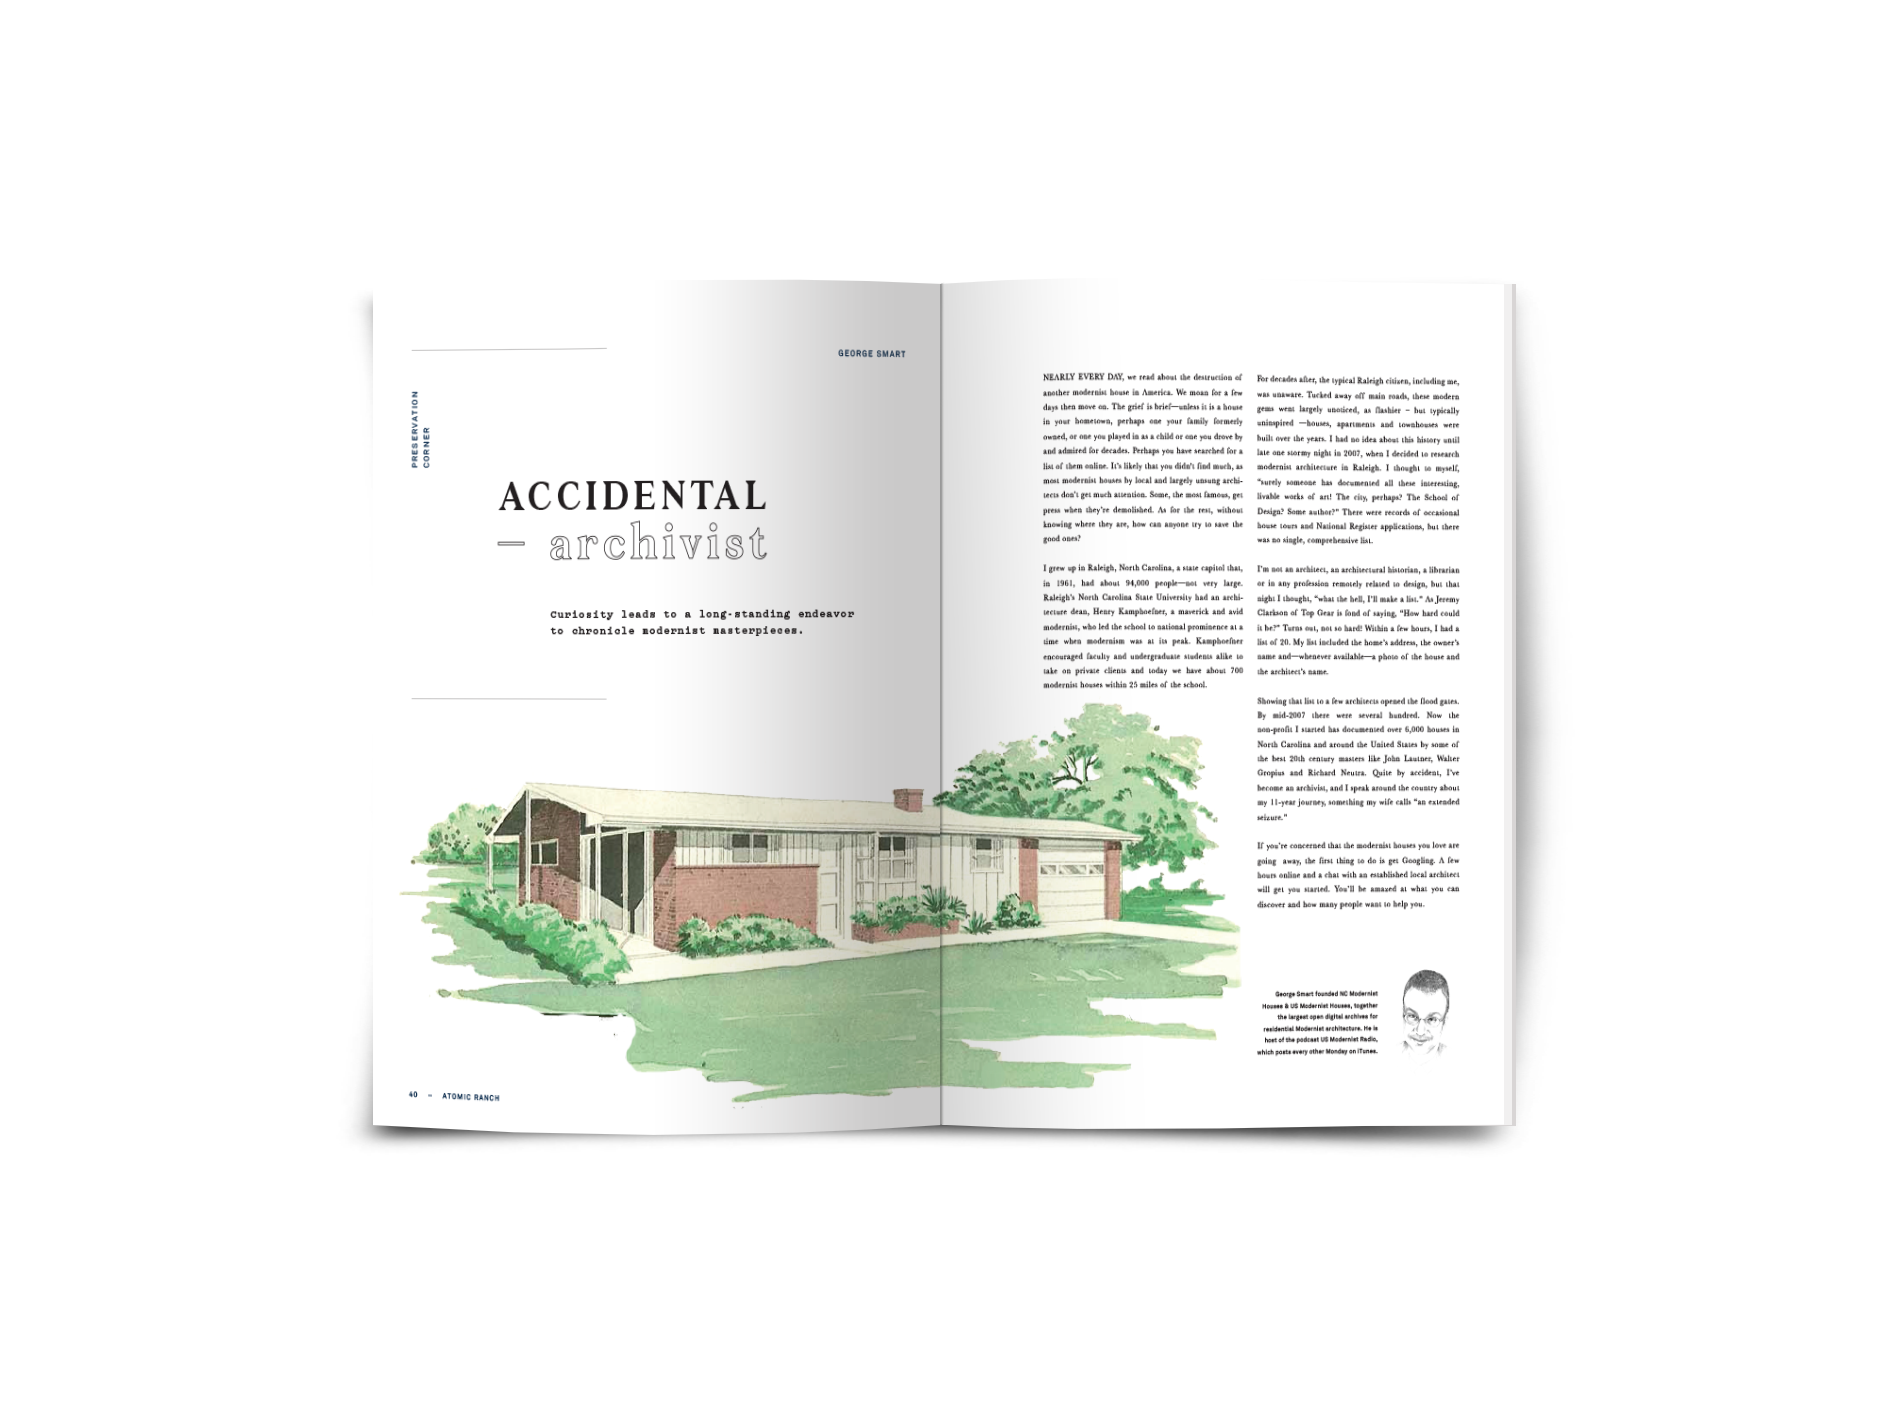 GEORGE SMART
PRESERVATION
CORNER
ACCIDENTAL
— archivist
Curiosity leads to a long-standing endeavor
to chronicle modernist masterpieces.
40 – ATOMIC RANCH
NEARLY EVERY DAY, we read about the destruction of
another modernist house in America. We moan for a few
days then move on. The grief is brief—unless it is a house
in your hometown, perhaps one your family formerly
owned, or one you played in as a child or one you drove by
and admired for decades. Perhaps you have searched for a
list of them online. It's likely that you didn't find much, as
most modernist houses by local and largely unsung archi-
tects don't get much attention. Some, the most famous, get
press when they're demolished. As for the rest, without
knowing where they are, how can anyone try to save the
good ones?
I grew up in Raleigh, North Carolina, a state capitol that,
in 1961, had about 94,000 people—not very large.
Raleigh's North Carolina State University had an archi-
tecture dean, Henry Kamphoefner, a maverick and avid
modernist, who led the school to national prominence at a
time when modernism was at its peak. Kamphoefner
encouraged faculty and undergraduate students alike to
take on private clients and today we have about 700
modernist houses within 25 miles of the school.
For decades after, the typical Raleigh citizen, including me,
was unaware. Tucked away off main roads, these modern
gems went largely unoticed, as flashier – but typically
uninspired —houses, apartments and townhouses were
built over the years. I had no idea about this history until
late one stormy night in 2007, when I decided to research
modernist architecture in Raleigh. I thought to myself,
"surely someone has documented all these interesting,
livable works of art! The city, perhaps? The School of
Design? Some author?" There were records of occasional
house tours and National Register applications, but there
was no single, comprehensive list.
I'm not an architect, an architectural historian, a librarian
or in any profession remotely related to design, but that
night I thought, "what the hell, I'll make a list." As Jeremy
Clarkson of Top Gear is fond of saying, "How hard could
it be?" Turns out, not so hard! Within a few hours, I had a
list of 20. My list included the home's address, the owner's
name and—whenever available—a photo of the house and
the architect's name.
Showing that list to a few architects opened the flood gates.
By mid-2007 there were several hundred. Now the
non-profit I started has documented over 6,000 houses in
North Carolina and around the United States by some of
the best 20th century masters like John Lautner, Walter
Gropius and Richard Neutra. Quite by accident, I've
become an archivist, and I speak around the country about
my 11-year journey, something my wife calls "an extended
seizure."
If you're concerned that the modernist houses you love are
going away, the first thing to do is get Googling. A few
hours online and a chat with an established local architect
will get you started. You'll be amazed at what you can
discover and how many people want to help you.
George Smart founded NC Modernist
Houses & US Modernist Houses, together
the largest open digital archives for
residential Modernist architecture. He is
host of the podcast US Modernist Radio,
which posts every other Monday on iTunes.